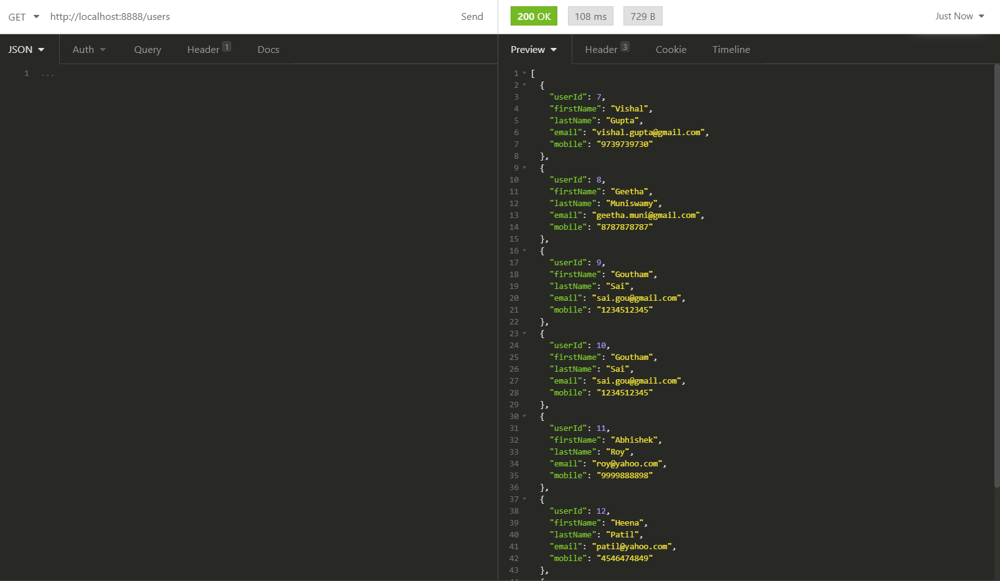 GET http://localhost:8888/users Send 200 OK 108 ms 729 B Just Now
JSON Auth Query Header 1 Docs Preview Header 3 Cookie Timeline
1 ...
1 [
2 {
3 "userId": 7,
4 "firstName": "Vishal",
5 "lastName": "Gupta",
6 "email": "vishal.gupta@gmail.com",
7 "mobile": "9739739730"
8 },
9 {
10 "userId": 8,
11 "firstName": "Geetha",
12 "lastName": "Muniswamy",
13 "email": "geetha.muni@gmail.com",
14 "mobile": "8787878787"
15 },
16 {
17 "userId": 9,
18 "firstName": "Goutham",
19 "lastName": "Sai",
20 "email": "sai.gou@gmail.com",
21 "mobile": "1234512345"
22 },
23 {
24 "userId": 10,
25 "firstName": "Goutham",
26 "lastName": "Sai",
27 "email": "sai.gou@gmail.com",
28 "mobile": "1234512345"
29 },
30 {
31 "userId": 11,
32 "firstName": "Abhishek",
33 "lastName": "Roy",
34 "email": "roy@yahoo.com",
35 "mobile": "9999888898"
36 },
37 {
38 "userId": 12,
39 "firstName": "Heena",
40 "lastName": "Patil",
41 "email": "patil@yahoo.com",
42 "mobile": "4546474849"
43 },